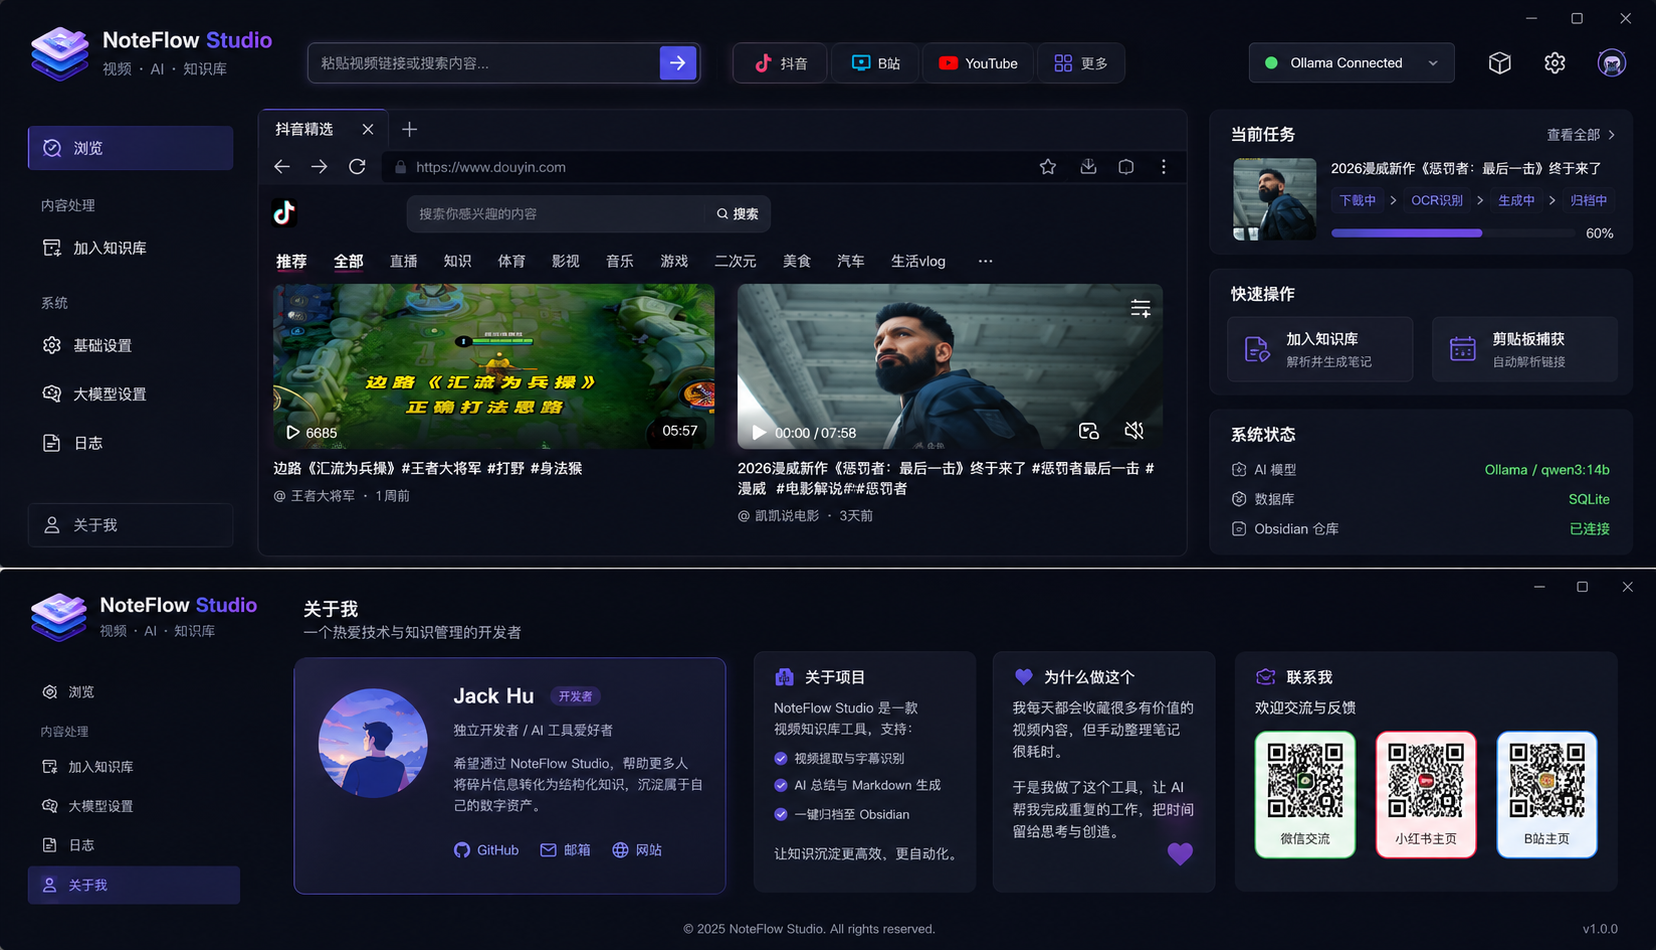 NoteFlow Studio
视频 · AI · 知识库
粘贴视频链接或搜索内容...
抖音
B站
YouTube
更多
Ollama Connected
浏览
内容处理
加入知识库
系统
基础设置
大模型设置
日志
关于我
抖音精选
https://www.douyin.com
搜索你感兴趣的内容
搜索
推荐 全部 直播 知识 体育 影视 音乐 游戏 二次元 美食 汽车 生活vlog ...
边路《汇流为兵操》
正确打法思路
6685
05:57
边路《汇流为兵操》#王者大将军 #打野 #身法猴
@ 王者大将军 · 1周前
00:00 / 07:58
2026漫威新作《惩罚者：最后一击》终于来了 #惩罚者最后一击 #
漫威 #电影解说##惩罚者
@ 凯凯说电影 · 3天前
当前任务
查看全部
2026漫威新作《惩罚者：最后一击》终于来了
下载中
OCR识别
生成中
归档中
60%
快速操作
加入知识库
解析并生成笔记
剪贴板捕获
自动解析链接
系统状态
AI 模型
Ollama / qwen3:14b
数据库
SQLite
Obsidian 仓库
已连接
NoteFlow Studio
视频 · AI · 知识库
浏览
内容处理
加入知识库
大模型设置
日志
关于我
关于我
一个热爱技术与知识管理的开发者
Jack Hu
开发者
独立开发者 / AI 工具爱好者
希望通过 NoteFlow Studio，帮助更多人
将碎片信息转化为结构化知识，沉淀属于自
己的数字资产。
GitHub
邮箱
网站
关于项目
NoteFlow Studio 是一款
视频知识库工具，支持：
视频提取与字幕识别
AI 总结与 Markdown 生成
一键归档至 Obsidian
让知识沉淀更高效，更自动化。
为什么做这个
我每天都会收藏很多有价值的
视频内容，但手动整理笔记
很耗时。
于是我做了这个工具，让 AI
帮我完成重复的工作，把时间
留给思考与创造。
联系我
欢迎交流与反馈
微信交流
小红书主页
B站主页
© 2025 NoteFlow Studio. All rights reserved.
v1.0.0